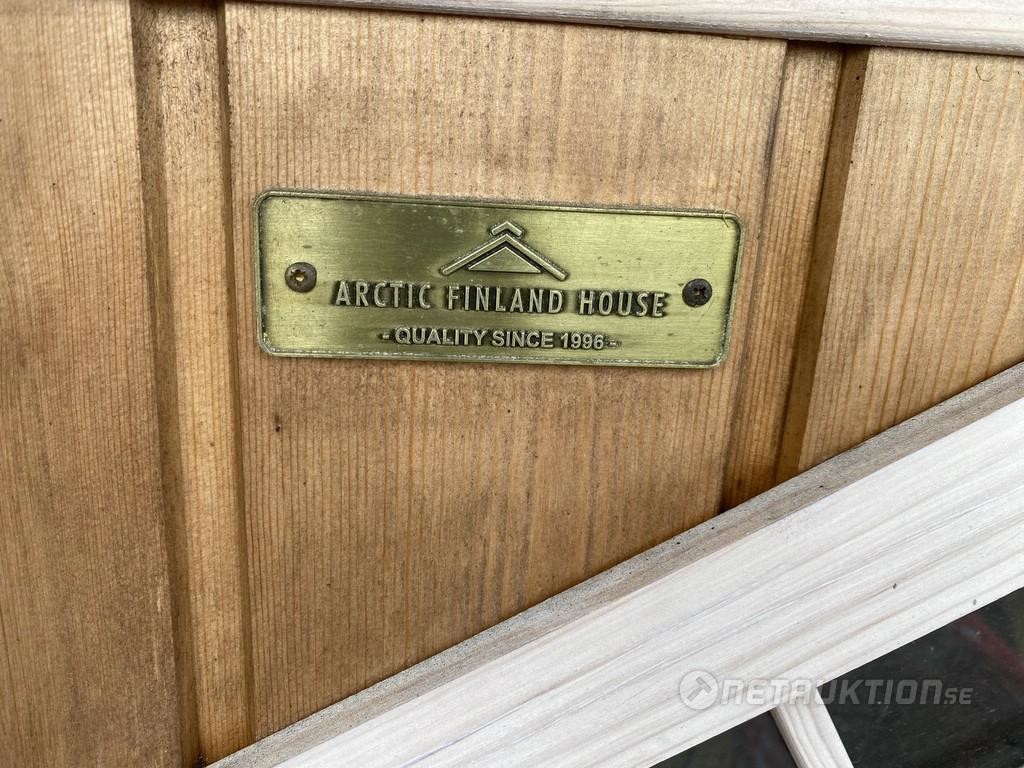 ARCTIC FINLAND HOUSE
- QUALITY SINCE 1996 -
NETAUKTION.SE